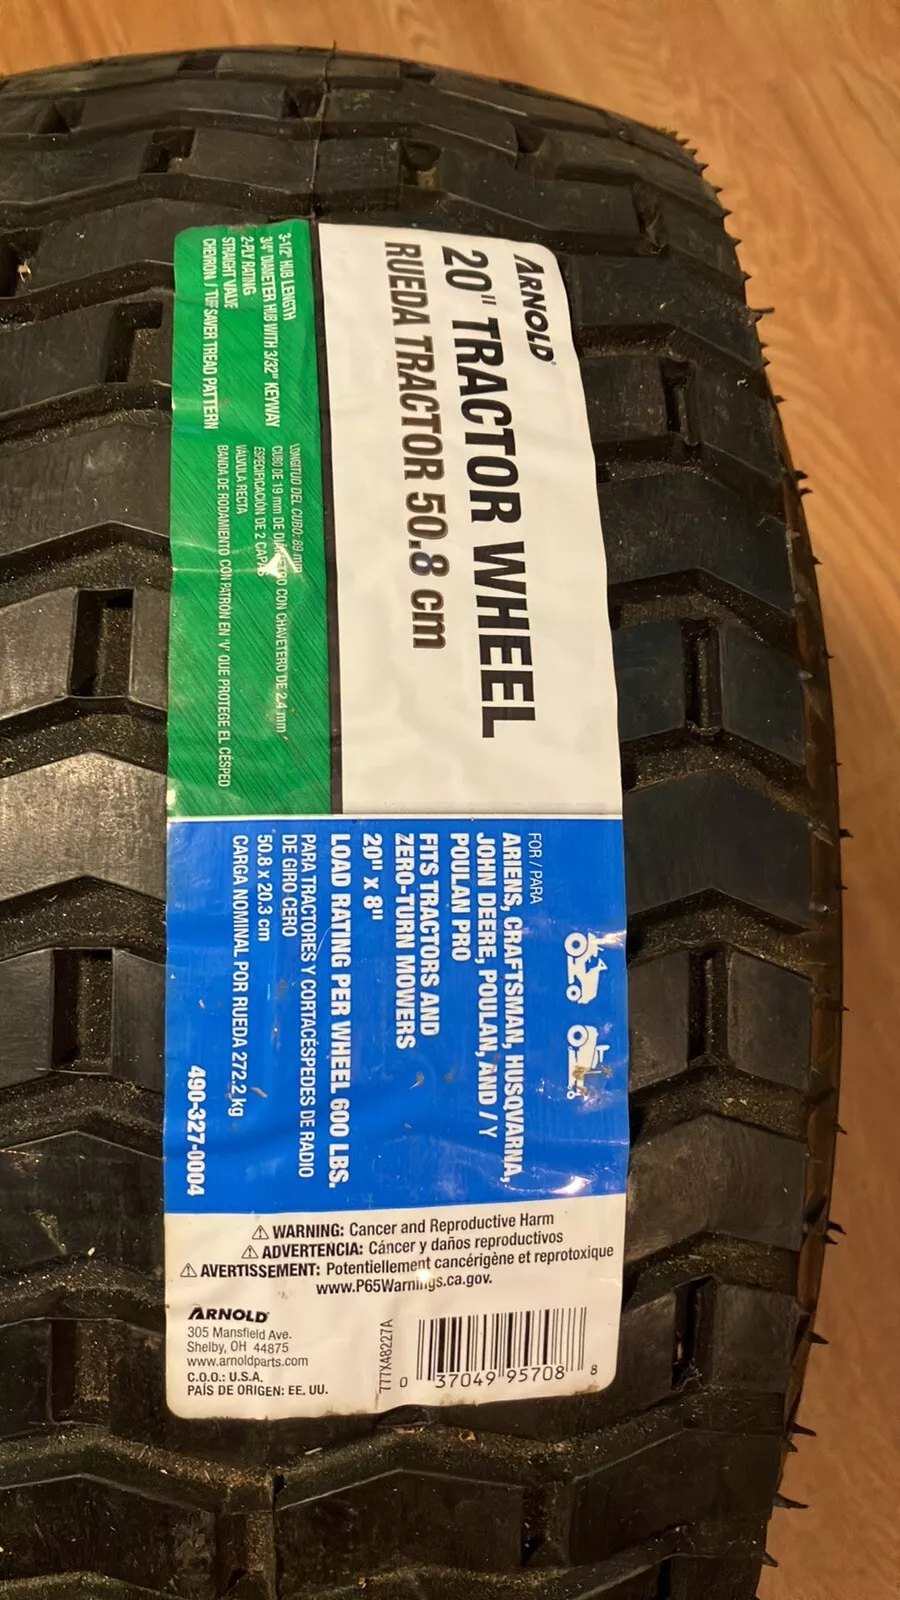 ARNOLD
20" TRACTOR WHEEL
RUEDA TRACTOR 50.8 cm
3-1/2" HUB LENGTH
3/4" DIAMETER HUB WITH 3/32" KEYWAY
2-PLY RATING
STRAIGHT VALVE
CHEVRON / TURF SAVER TREAD PATTERN
LONGITUD DEL CUBO: 89 mm
CUBO DE 19 mm DE DIÁMETRO CON CHAVETERO DE 2.4 mm
ESPECIFICACION DE 2 CAPAS
VÁLVULA RECTA
BANDA DE RODAMIENTO CON PATRÓN EN 'V' QUE PROTEGE EL CÉSPED
FOR / PARA
ARIENS, CRAFTSMAN, HUSQVARNA,
JOHN DEERE, POULAN, AND / Y
POULAN PRO
FITS TRACTORS AND
ZERO-TURN MOWERS
20" x 8"
LOAD RATING PER WHEEL 600 LBS.
PARA TRACTORES Y CORTACÉSPEDES DE RADIO
DE GIRO CERO
50.8 x 20.3 cm
CARGA NOMINAL POR RUEDA 272.2 kg
490-327-0004
⚠ WARNING: Cancer and Reproductive Harm
⚠ ADVERTENCIA: Cáncer y daños reproductivos
⚠ AVERTISSEMENT: Potentiellement cancérigène et reprotoxique
www.P65Warnings.ca.gov.
ARNOLD
305 Mansfield Ave.
Shelby, OH 44875
www.arnoldparts.com
C.O.O.: U.S.A.
PAÍS DE ORIGEN: EE. UU.
777X48227A
0 37049 95708 8